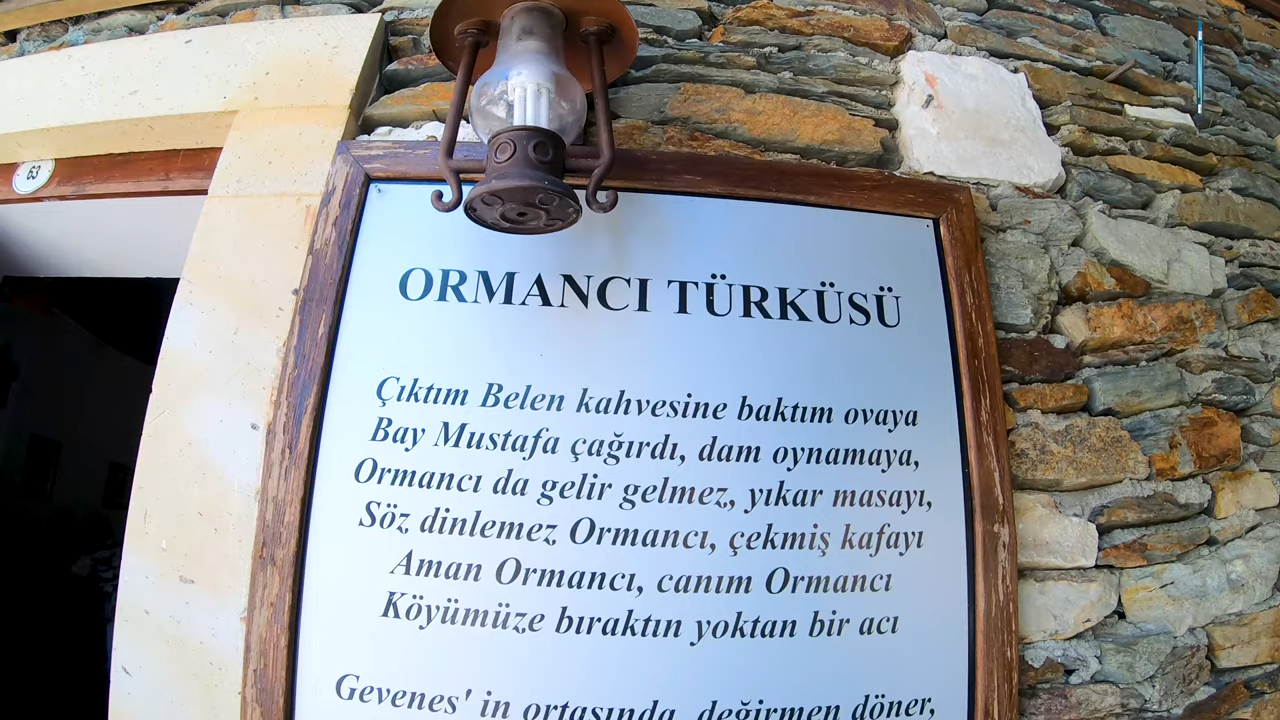 63
ORMANCI TÜRKÜSÜ
Çıktım Belen kahvesine baktım ovaya
Bay Mustafa çağırdı, dam oynamaya,
Ormancı da gelir gelmez, yıkar masayı,
Söz dinlemez Ormancı, çekmiş kafayı
Aman Ormancı, canım Ormancı
Köyümüze bıraktın yoktan bir acı
Gevenes' in ortasında, değirmen döner,